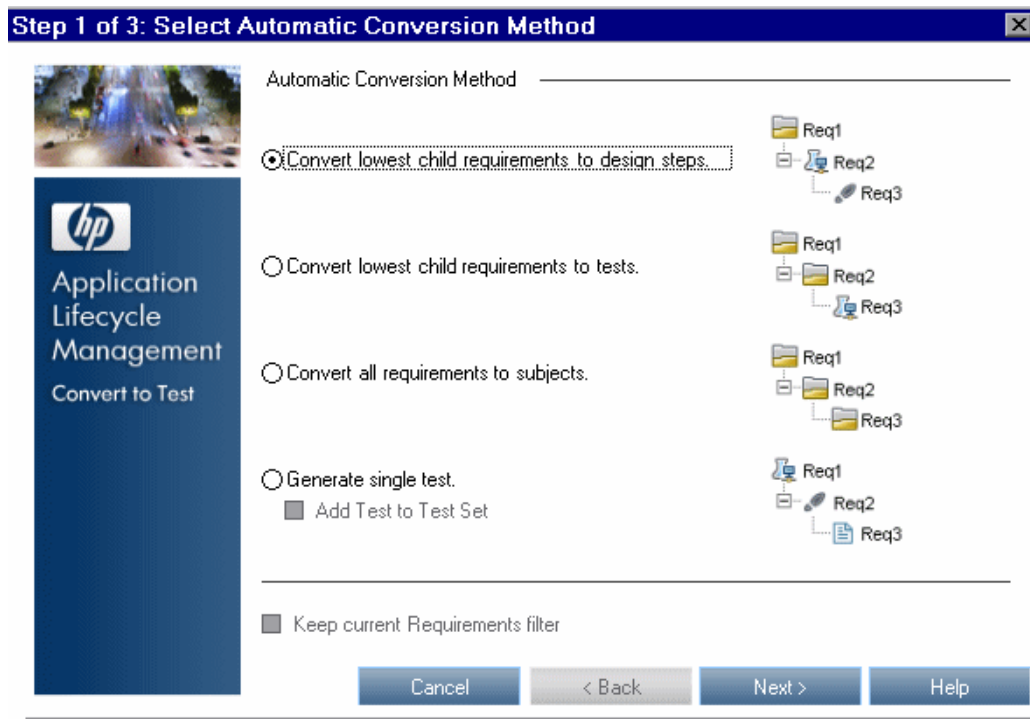 Step 1 of 3: Select Automatic Conversion Method
Automatic Conversion Method
Convert lowest child requirements to design steps.
Req1
Req2
Req3
Convert lowest child requirements to tests.
Req1
Req2
Req3
Convert all requirements to subjects.
Req1
Req2
Req3
Generate single test.
Add Test to Test Set
Req1
Req2
Req3
hp
Application
Lifecycle
Management
Convert to Test
Keep current Requirements filter
Cancel
< Back
Next >
Help